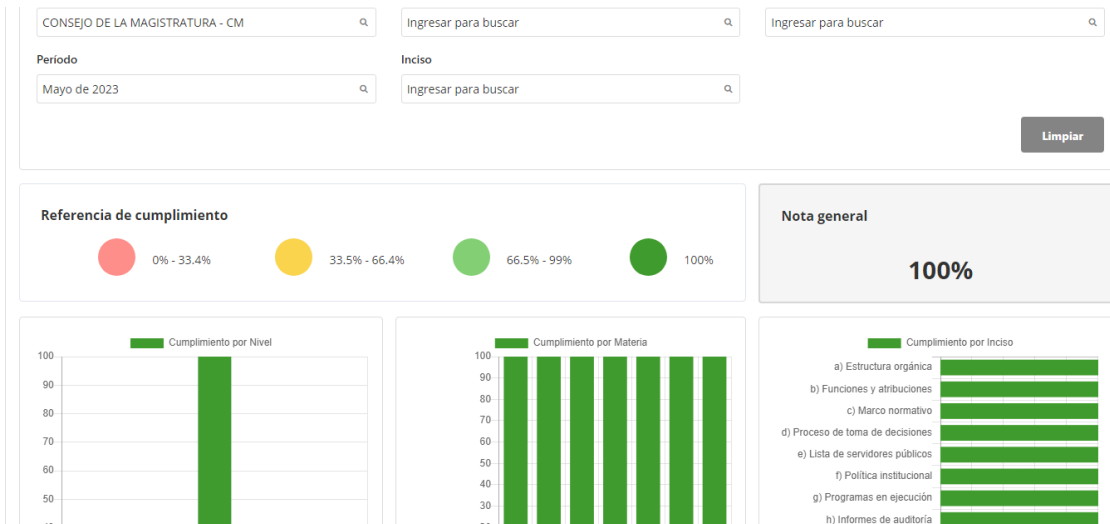 CONSEJO DE LA MAGISTRATURA - CM
Ingresar para buscar
Ingresar para buscar
Período
Inciso
Mayo de 2023
Ingresar para buscar
Limpiar
Referencia de cumplimiento
0% - 33.4%
33.5% - 66.4%
66.5% - 99%
100%
Nota general
100%
Cumplimiento por Nivel
100
90
80
70
60
50
Cumplimiento por Materia
100
90
80
70
60
50
40
30
Cumplimiento por Inciso
a) Estructura orgánica
b) Funciones y atribuciones
c) Marco normativo
d) Proceso de toma de decisiones
e) Lista de servidores públicos
f) Política institucional
g) Programas en ejecución
h) Informes de auditoría